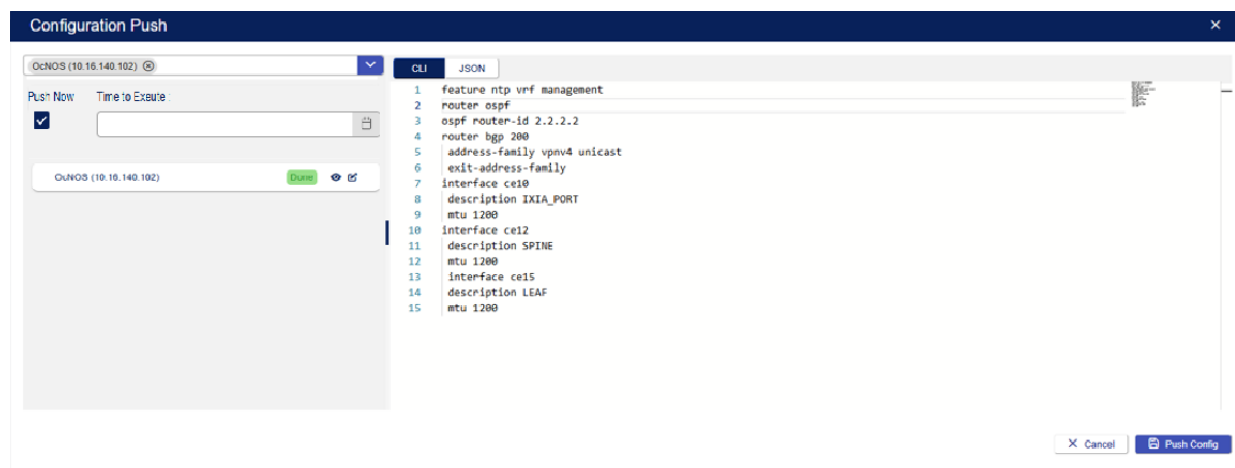 Configuration Push
OcNOS (10.16.140.102)
Push Now
Time to Exeute :
OcNOS (10.16.140.102)
Done
CLI
JSON
1 feature ntp vrf management
2 router ospf
3 ospf router-id 2.2.2.2
4 router bgp 200
5 address-family vpnv4 unicast
6 exit-address-family
7 interface ce10
8 description IXIA_PORT
9 mtu 1200
10 interface ce12
11 description SPINE
12 mtu 1200
13 interface ce15
14 description LEAF
15 mtu 1200
Cancel
Push Config